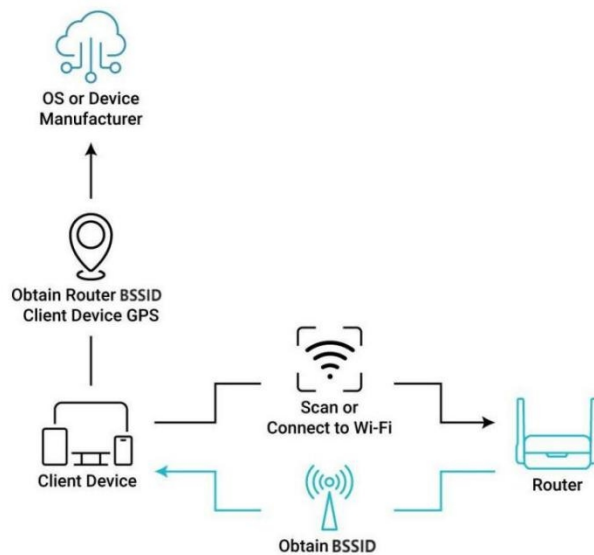 OS or Device
Manufacturer
Obtain Router BSSID
Client Device GPS
Scan or
Connect to Wi-Fi
Client Device
Router
Obtain BSSID